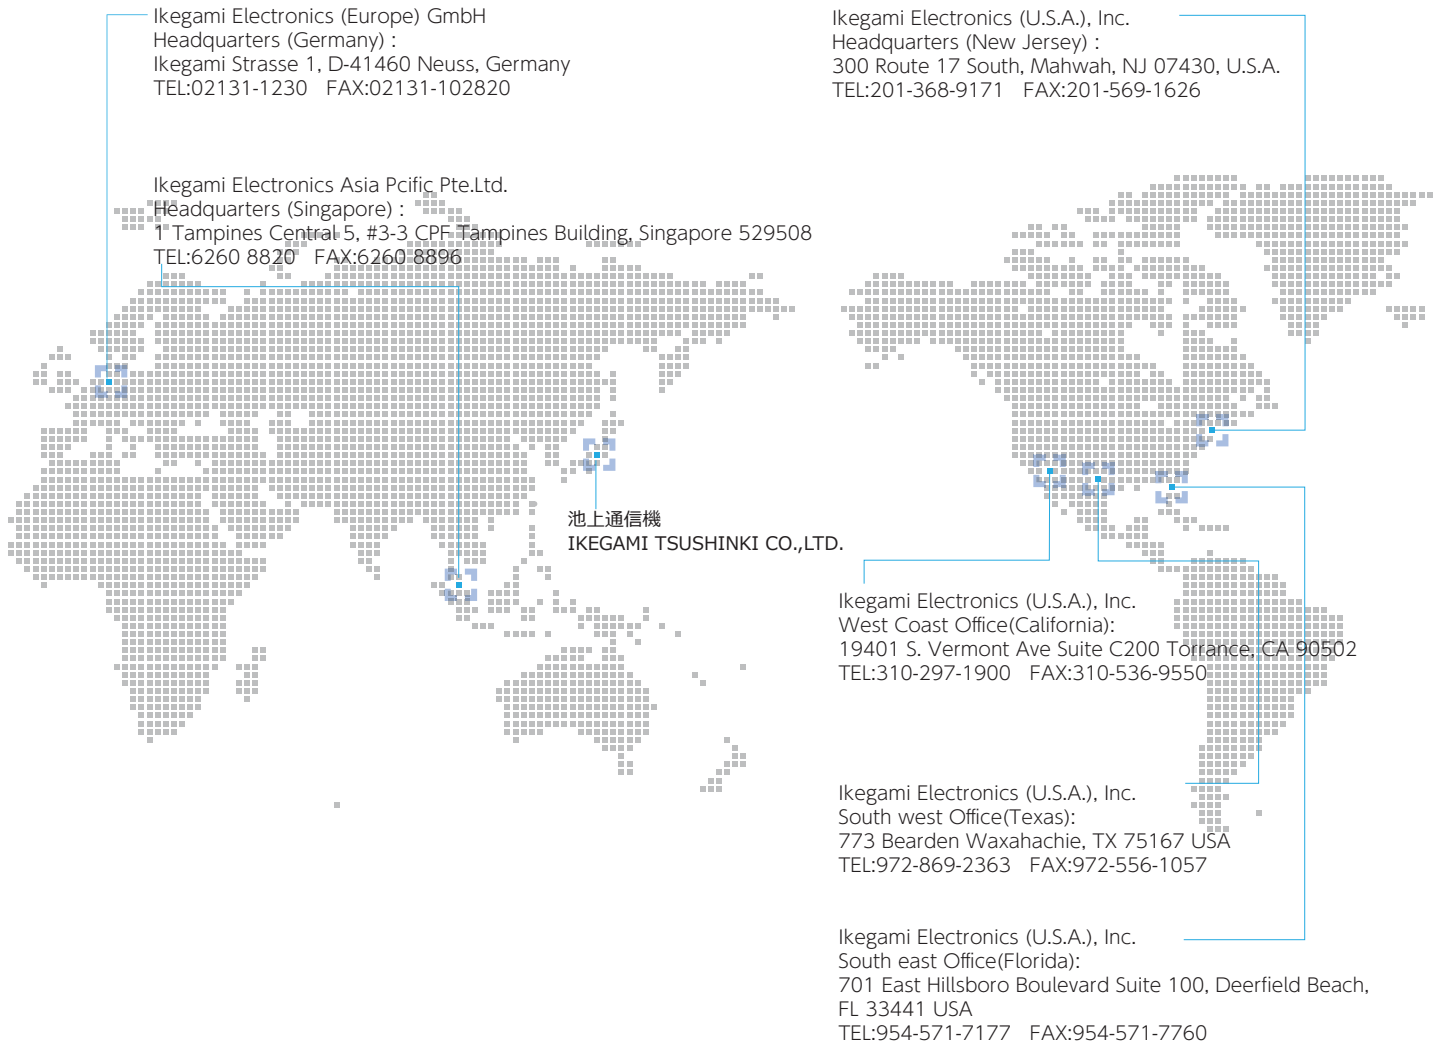 Ikegami Electronics (Europe) GmbH
Headquarters (Germany) :
Ikegami Strasse 1, D-41460 Neuss, Germany
TEL:02131-1230 FAX:02131-102820
Ikegami Electronics (U.S.A.), Inc.
Headquarters (New Jersey) :
300 Route 17 South, Mahwah, NJ 07430, U.S.A.
TEL:201-368-9171 FAX:201-569-1626
Ikegami Electronics Asia Pcific Pte.Ltd.
Headquarters (Singapore) :
1 Tampines Central 5, #3-3 CPF Tampines Building, Singapore 529508
TEL:6260 8820 FAX:6260 8896
池上通信機
IKEGAMI TSUSHINKI CO.,LTD.
Ikegami Electronics (U.S.A.), Inc.
West Coast Office(California):
19401 S. Vermont Ave Suite C200 Torrance, CA 90502
TEL:310-297-1900 FAX:310-536-9550
Ikegami Electronics (U.S.A.), Inc.
South west Office(Texas):
773 Bearden Waxahachie, TX 75167 USA
TEL:972-869-2363 FAX:972-556-1057
Ikegami Electronics (U.S.A.), Inc.
South east Office(Florida):
701 East Hillsboro Boulevard Suite 100, Deerfield Beach,
FL 33441 USA
TEL:954-571-7177 FAX:954-571-7760